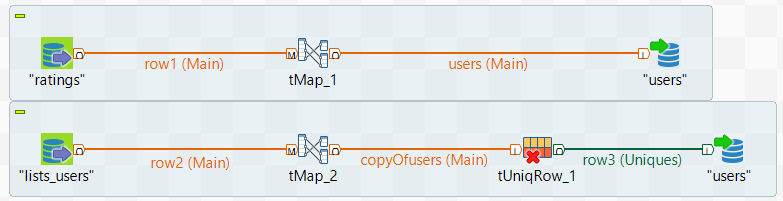 row1 (Main)
users (Main)
"ratings"
tMap_1
"users"
row2 (Main)
copyOfusers (Main)
row3 (Uniques)
"lists_users"
tMap_2
tUniqRow_1
"users"